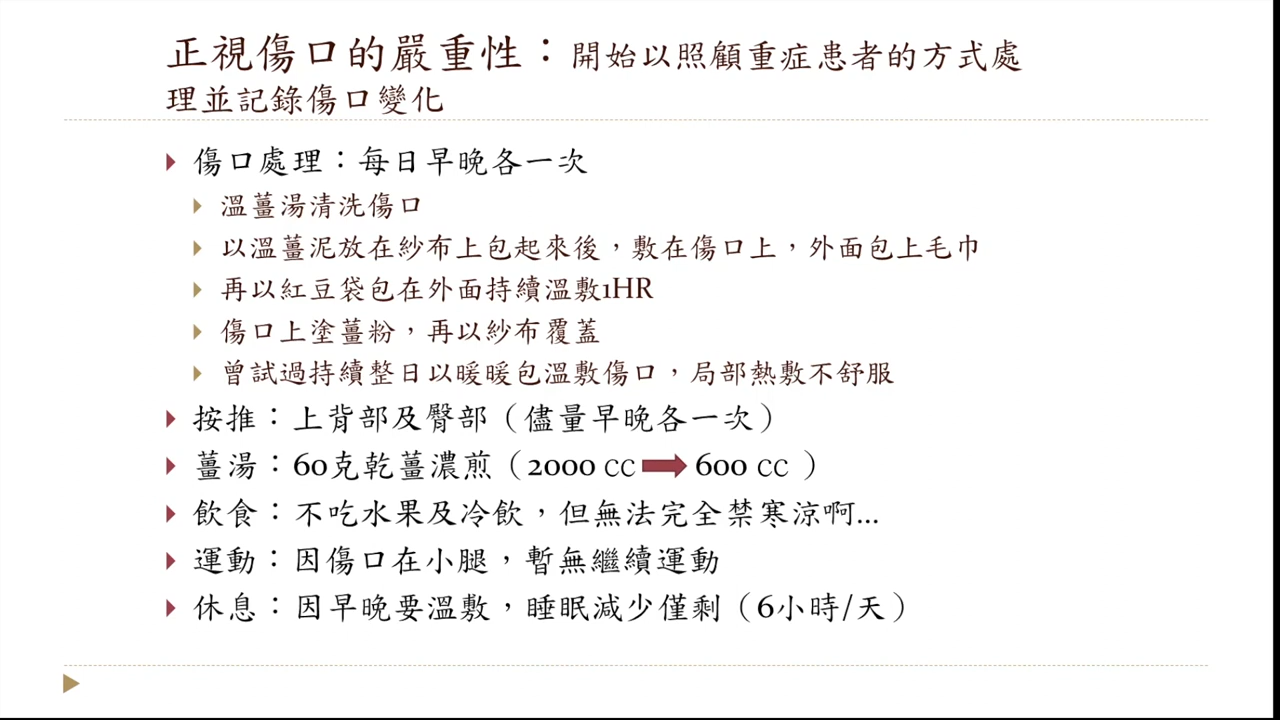 正視傷口的嚴重性：開始以照顧重症患者的方式處
理並記錄傷口變化
傷口處理：每日早晚各一次
溫薑湯清洗傷口
以溫薑泥放在紗布上包起來後，敷在傷口上，外面包上毛巾
再以紅豆袋包在外面持續溫敷1HR
傷口上塗薑粉，再以紗布覆蓋
曾試過持續整日以暖暖包溫敷傷口，局部熱敷不舒服
按推：上背部及臀部（儘量早晚各一次）
薑湯：60克乾薑濃煎（2000 cc ➡ 600 cc ）
飲食：不吃水果及冷飲，但無法完全禁寒涼啊…
運動：因傷口在小腿，暫無繼續運動
休息：因早晚要溫敷，睡眠減少僅剩（6小時/天）